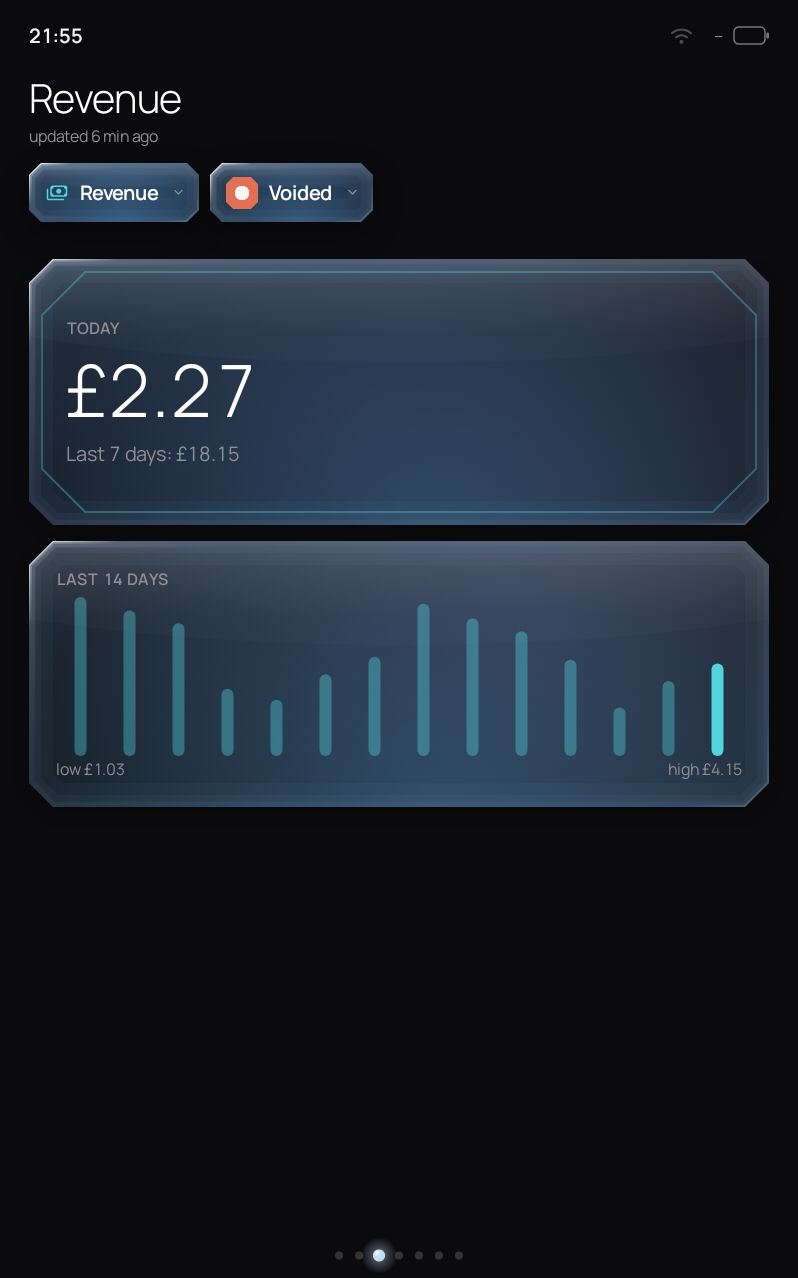 21:55
–
Revenue
updated 6 min ago
Revenue
Voided
TODAY
£2.27
Last 7 days: £18.15
LAST 14 DAYS
low £1.03
high £4.15